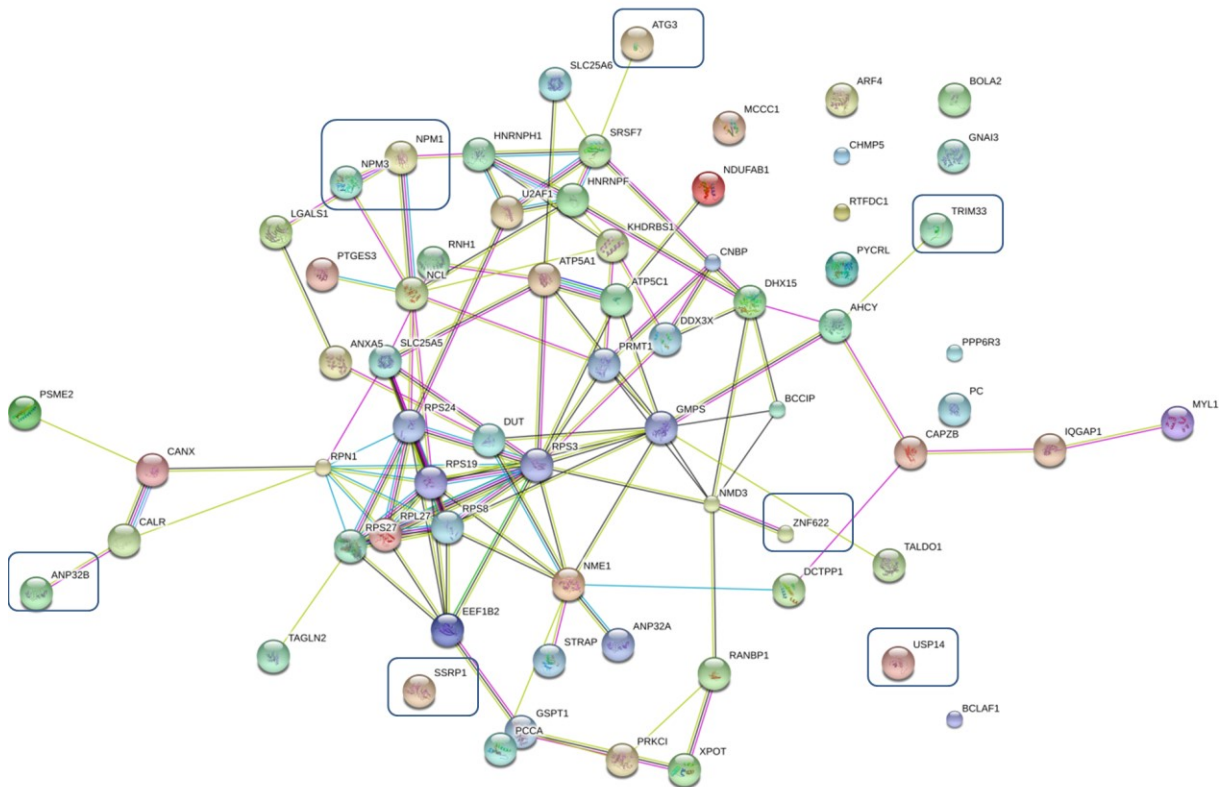 ATG3
SLC25A6
ARF4
BOLA2
MCCC1
NPM1
HNRNPH1
SRSF7
CHMP5
GNAI3
NPM3
HNRNPF
NDUFAB1
U2AF1
RTFDC1
LGALS1
TRIM33
KHDRBS1
RNH1
CNBP
PTGES3
PYCRL
NCL
ATP5A1
ATP5C1
DHX15
AHCY
DDX3X
ANXA5
SLC25A5
PRMT1
PPP6R3
BCCIP
PC
PSME2
RPS24
DUT
GMPS
MYL1
CANX
CAPZB
IQGAP1
RPN1
RPS3
RPS19
NMD3
CALR
RPL27
RPS8
RPS27
ZNF622
TALDO1
ANP32B
NME1
DCTPP1
EEF1B2
ANP32A
TAGLN2
STRAP
USP14
SSRP1
RANBP1
GSPT1
BCLAF1
PCCA
PRKCI
XPOT